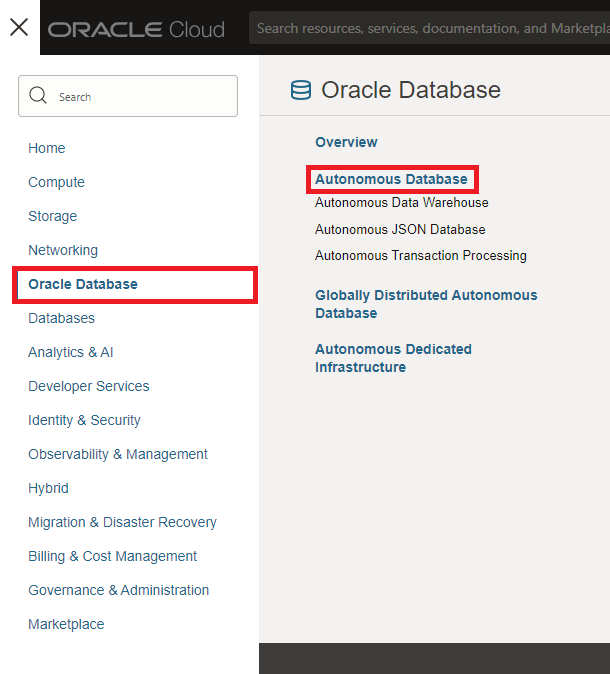 ORACLE Cloud
Search resources, services, documentation, and Marketpla
Search
Home
Compute
Storage
Networking
Oracle Database
Databases
Analytics & AI
Developer Services
Identity & Security
Observability & Management
Hybrid
Migration & Disaster Recovery
Billing & Cost Management
Governance & Administration
Marketplace
Oracle Database
Overview
Autonomous Database
Autonomous Data Warehouse
Autonomous JSON Database
Autonomous Transaction Processing
Globally Distributed Autonomous
Database
Autonomous Dedicated
Infrastructure